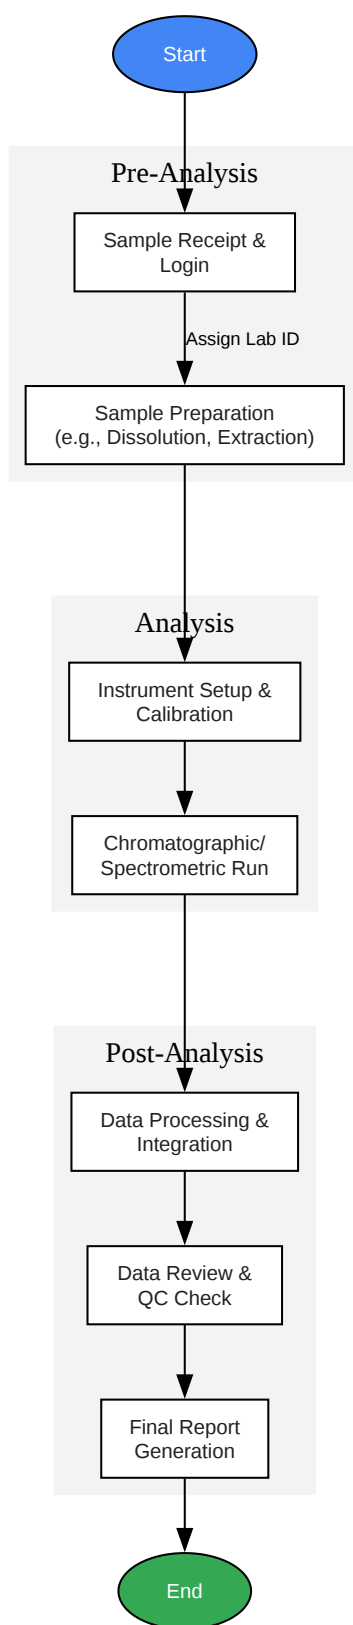 Start
Pre-Analysis
Sample Receipt &
Login
Assign Lab ID
Sample Preparation
(e.g., Dissolution, Extraction)
Analysis
Instrument Setup &
Calibration
Chromatographic/
Spectrometric Run
Post-Analysis
Data Processing &
Integration
Data Review &
QC Check
Final Report
Generation
End